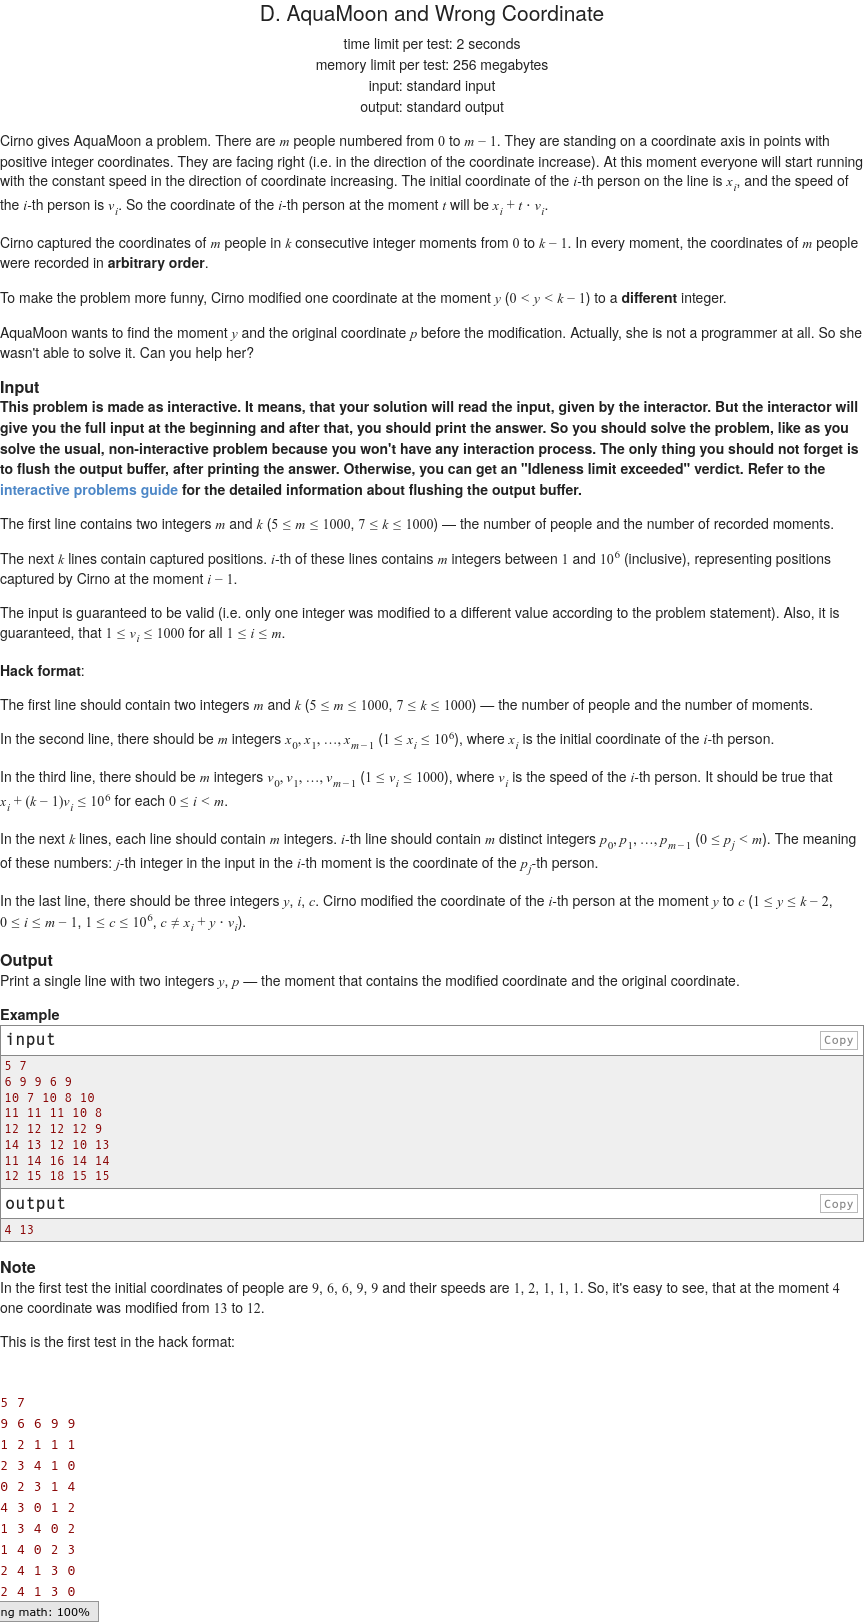 D. AquaMoon and Wrong Coordinate
time limit per test: 2 seconds
memory limit per test: 256 megabytes
input: standard input
output: standard output
Cirno gives AquaMoon a problem. There are m people numbered from 0 to m − 1. They are standing on a coordinate axis in points with
positive integer coordinates. They are facing right (i.e. in the direction of the coordinate increase). At this moment everyone will start running
with the constant speed in the direction of coordinate increasing. The initial coordinate of the i-th person on the line is x_i, and the speed of
the i-th person is v_i. So the coordinate of the i-th person at the moment t will be x_i + t · v_i.
Cirno captured the coordinates of m people in k consecutive integer moments from 0 to k − 1. In every moment, the coordinates of m people
were recorded in arbitrary order.
To make the problem more funny, Cirno modified one coordinate at the moment y (0 < y < k − 1) to a different integer.
AquaMoon wants to find the moment y and the original coordinate p before the modification. Actually, she is not a programmer at all. So she
wasn't able to solve it. Can you help her?
Input
This problem is made as interactive. It means, that your solution will read the input, given by the interactor. But the interactor will
give you the full input at the beginning and after that, you should print the answer. So you should solve the problem, like as you
solve the usual, non-interactive problem because you won't have any interaction process. The only thing you should not forget is
to flush the output buffer, after printing the answer. Otherwise, you can get an "Idleness limit exceeded" verdict. Refer to the
interactive problems guide for the detailed information about flushing the output buffer.
The first line contains two integers m and k (5 ≤ m ≤ 1000, 7 ≤ k ≤ 1000) — the number of people and the number of recorded moments.
The next k lines contain captured positions. i-th of these lines contains m integers between 1 and 10^6 (inclusive), representing positions
captured by Cirno at the moment i − 1.
The input is guaranteed to be valid (i.e. only one integer was modified to a different value according to the problem statement). Also, it is
guaranteed, that 1 ≤ v_i ≤ 1000 for all 1 ≤ i ≤ m.
Hack format:
The first line should contain two integers m and k (5 ≤ m ≤ 1000, 7 ≤ k ≤ 1000) — the number of people and the number of moments.
In the second line, there should be m integers x_0, x_1, …, x_{m−1} (1 ≤ x_i ≤ 10^6), where x_i is the initial coordinate of the i-th person.
In the third line, there should be m integers v_0, v_1, …, v_{m−1} (1 ≤ v_i ≤ 1000), where v_i is the speed of the i-th person. It should be true that
x_i + (k − 1)v_i ≤ 10^6 for each 0 ≤ i < m.
In the next k lines, each line should contain m integers. i-th line should contain m distinct integers p_0, p_1, …, p_{m−1} (0 ≤ p_j < m). The meaning
of these numbers: j-th integer in the input in the i-th moment is the coordinate of the p_j-th person.
In the last line, there should be three integers y, i, c. Cirno modified the coordinate of the i-th person at the moment y to c (1 ≤ y ≤ k − 2,
0 ≤ i ≤ m − 1, 1 ≤ c ≤ 10^6, c ≠ x_i + y · v_i).
Output
Print a single line with two integers y, p — the moment that contains the modified coordinate and the original coordinate.
Example
input Copy
5 7
6 9 9 6 9
10 7 10 8 10
11 11 11 10 8
12 12 12 12 9
14 13 12 10 13
11 14 16 14 14
12 15 18 15 15
output Copy
4 13
Note
In the first test the initial coordinates of people are 9, 6, 6, 9, 9 and their speeds are 1, 2, 1, 1, 1. So, it's easy to see, that at the moment 4
one coordinate was modified from 13 to 12.
This is the first test in the hack format:
5 7
9 6 6 9 9
1 2 1 1 1
2 3 4 1 0
0 2 3 1 4
4 3 0 1 2
1 3 4 0 2
1 4 0 2 3
2 4 1 3 0
2 4 1 3 0
ng math: 100%